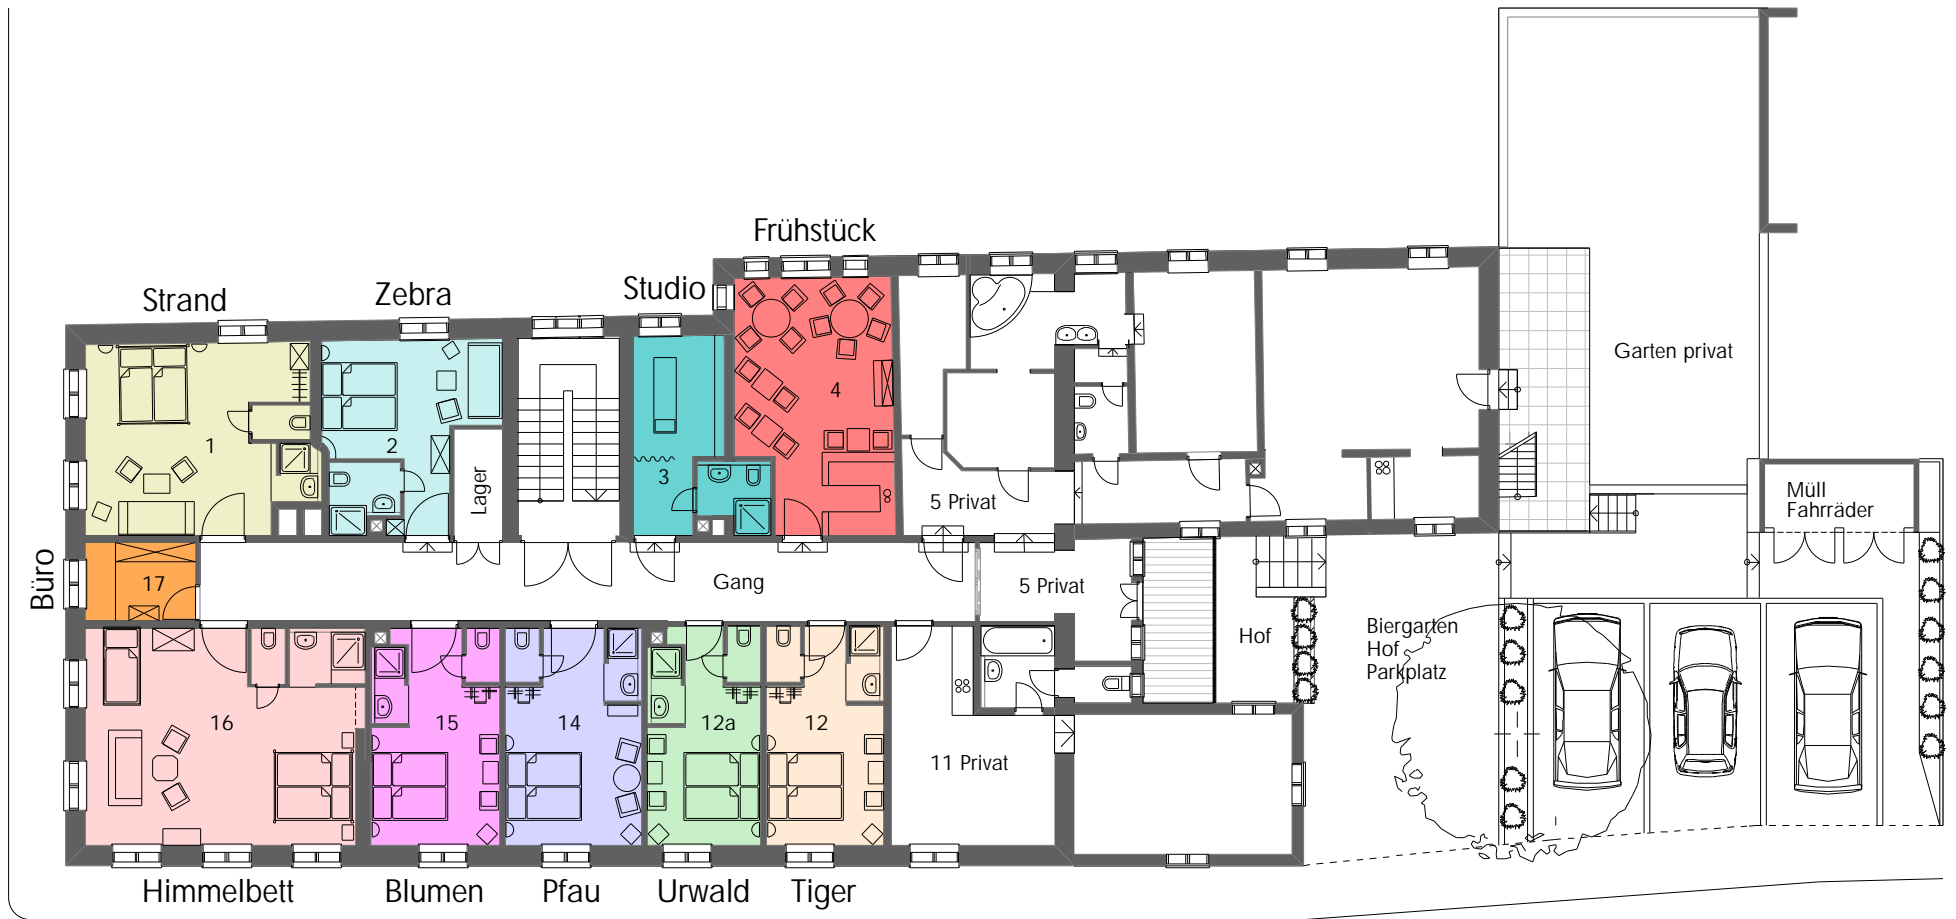 Frühstück
Strand
Zebra
Studio
Garten privat
4
1
2
3
Lager
5 Privat
Müll
Fahrräder
Büro
17
Gang
5 Privat
Hof
Biergarten
Hof
Parkplatz
16
15
14
12a
12
11 Privat
Himmelbett
Blumen
Pfau
Urwald
Tiger